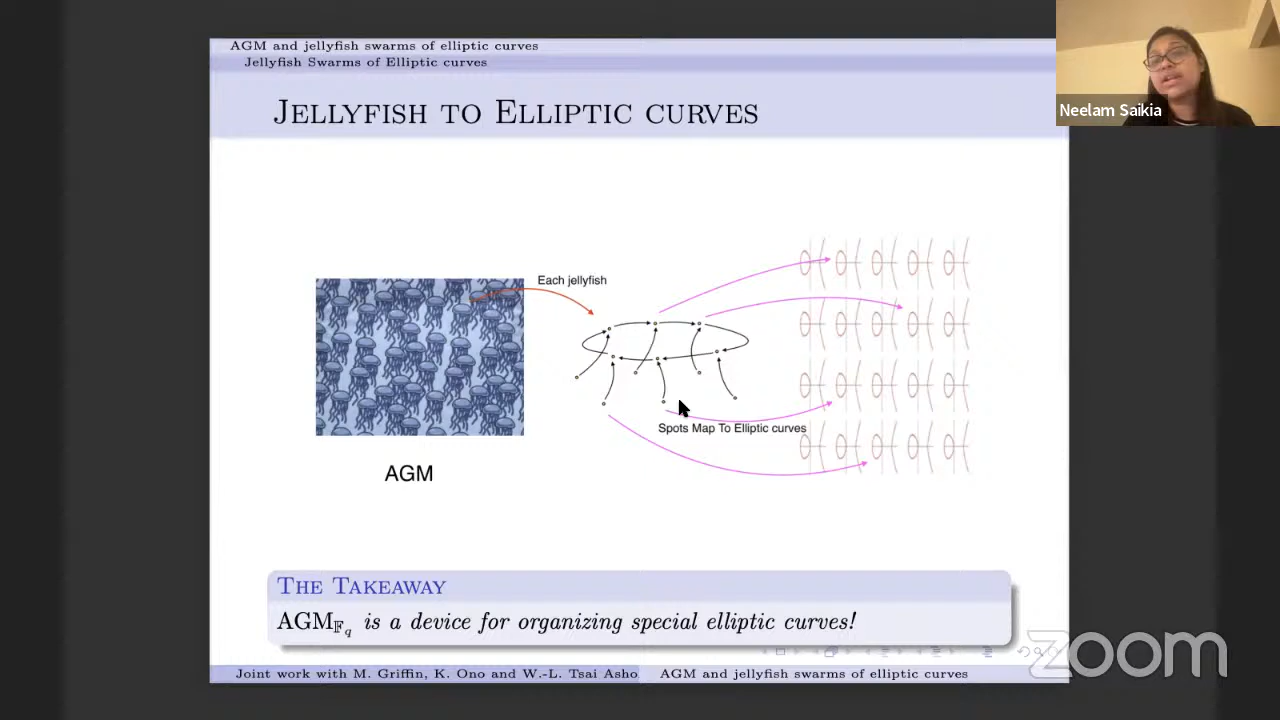 AGM and jellyfish swarms of elliptic curves
Jellyfish Swarms of Elliptic curves
Jellyfish to Elliptic curves
Neelam Saikia
Each jellyfish
Spots Map To Elliptic curves
AGM
The Takeaway
AGM_{𝔽_q} is a device for organizing special elliptic curves!
Joint work with M. Griffin, K. Ono and W.-L. Tsai Asho
AGM and jellyfish swarms of elliptic curves
zoom